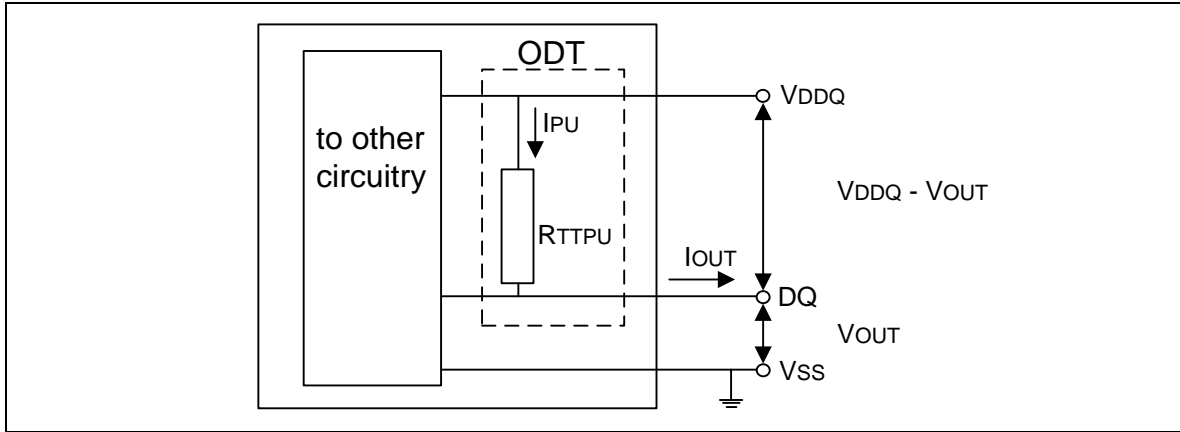 ODT
VDDQ
IPU
to other
circuitry
VDDQ - VOUT
RTTPU
IOUT
DQ
VOUT
VSS